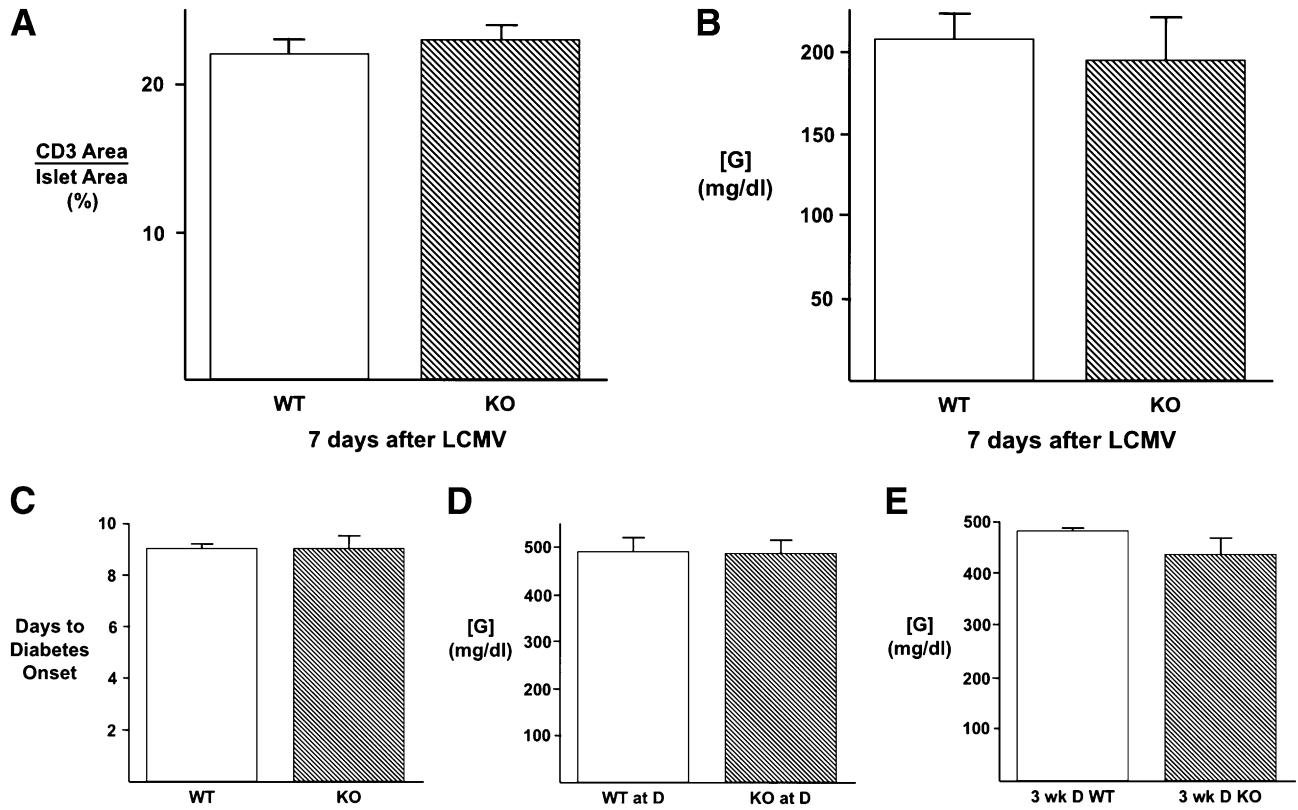 A
20
10
CD3 Area
Islet Area
(%)
WT KO
7 days after LCMV
B
200
150
100
50
[G]
(mg/dl)
WT KO
7 days after LCMV
C
10
8
6
4
2
Days to
Diabetes
Onset
WT KO
D
500
400
300
200
100
[G]
(mg/dl)
WT at D KO at D
E
500
400
300
200
100
[G]
(mg/dl)
3 wk D WT 3 wk D KO